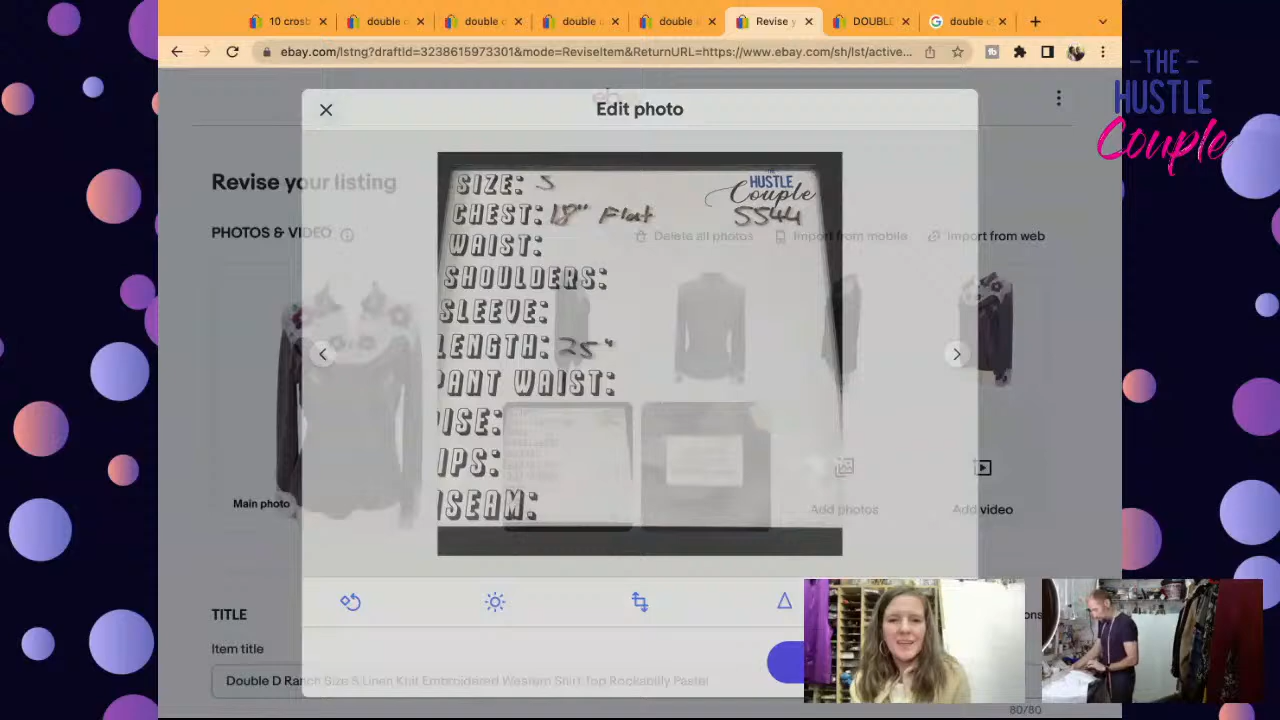 10 crosb
double c
double c
double u
double d
Revise y
DOUBLE
double c
ebay.com/lstng?draftId=3238615973301&mode=ReviseItem&ReturnURL=https://www.ebay.com/sh/lst/active...
-THE-
HUSTLE
Couple
Edit photo
Revise your listing
PHOTOS & VIDEO
Delete all photos
Import from mobile
Import from web
SIZE: S
HUSTLE
Couple
CHEST: 18" Flat
5544
WAIST:
SHOULDERS:
SLEEVE:
LENGTH: 25"
PANT WAIST:
ISE:
IPS:
SEAM:
Main photo
Add photos
Add video
TITLE
Item title
Double D Ranch Size S Linen Knit Embroidered Western Shirt Top Rockabilly Pastel
80/80